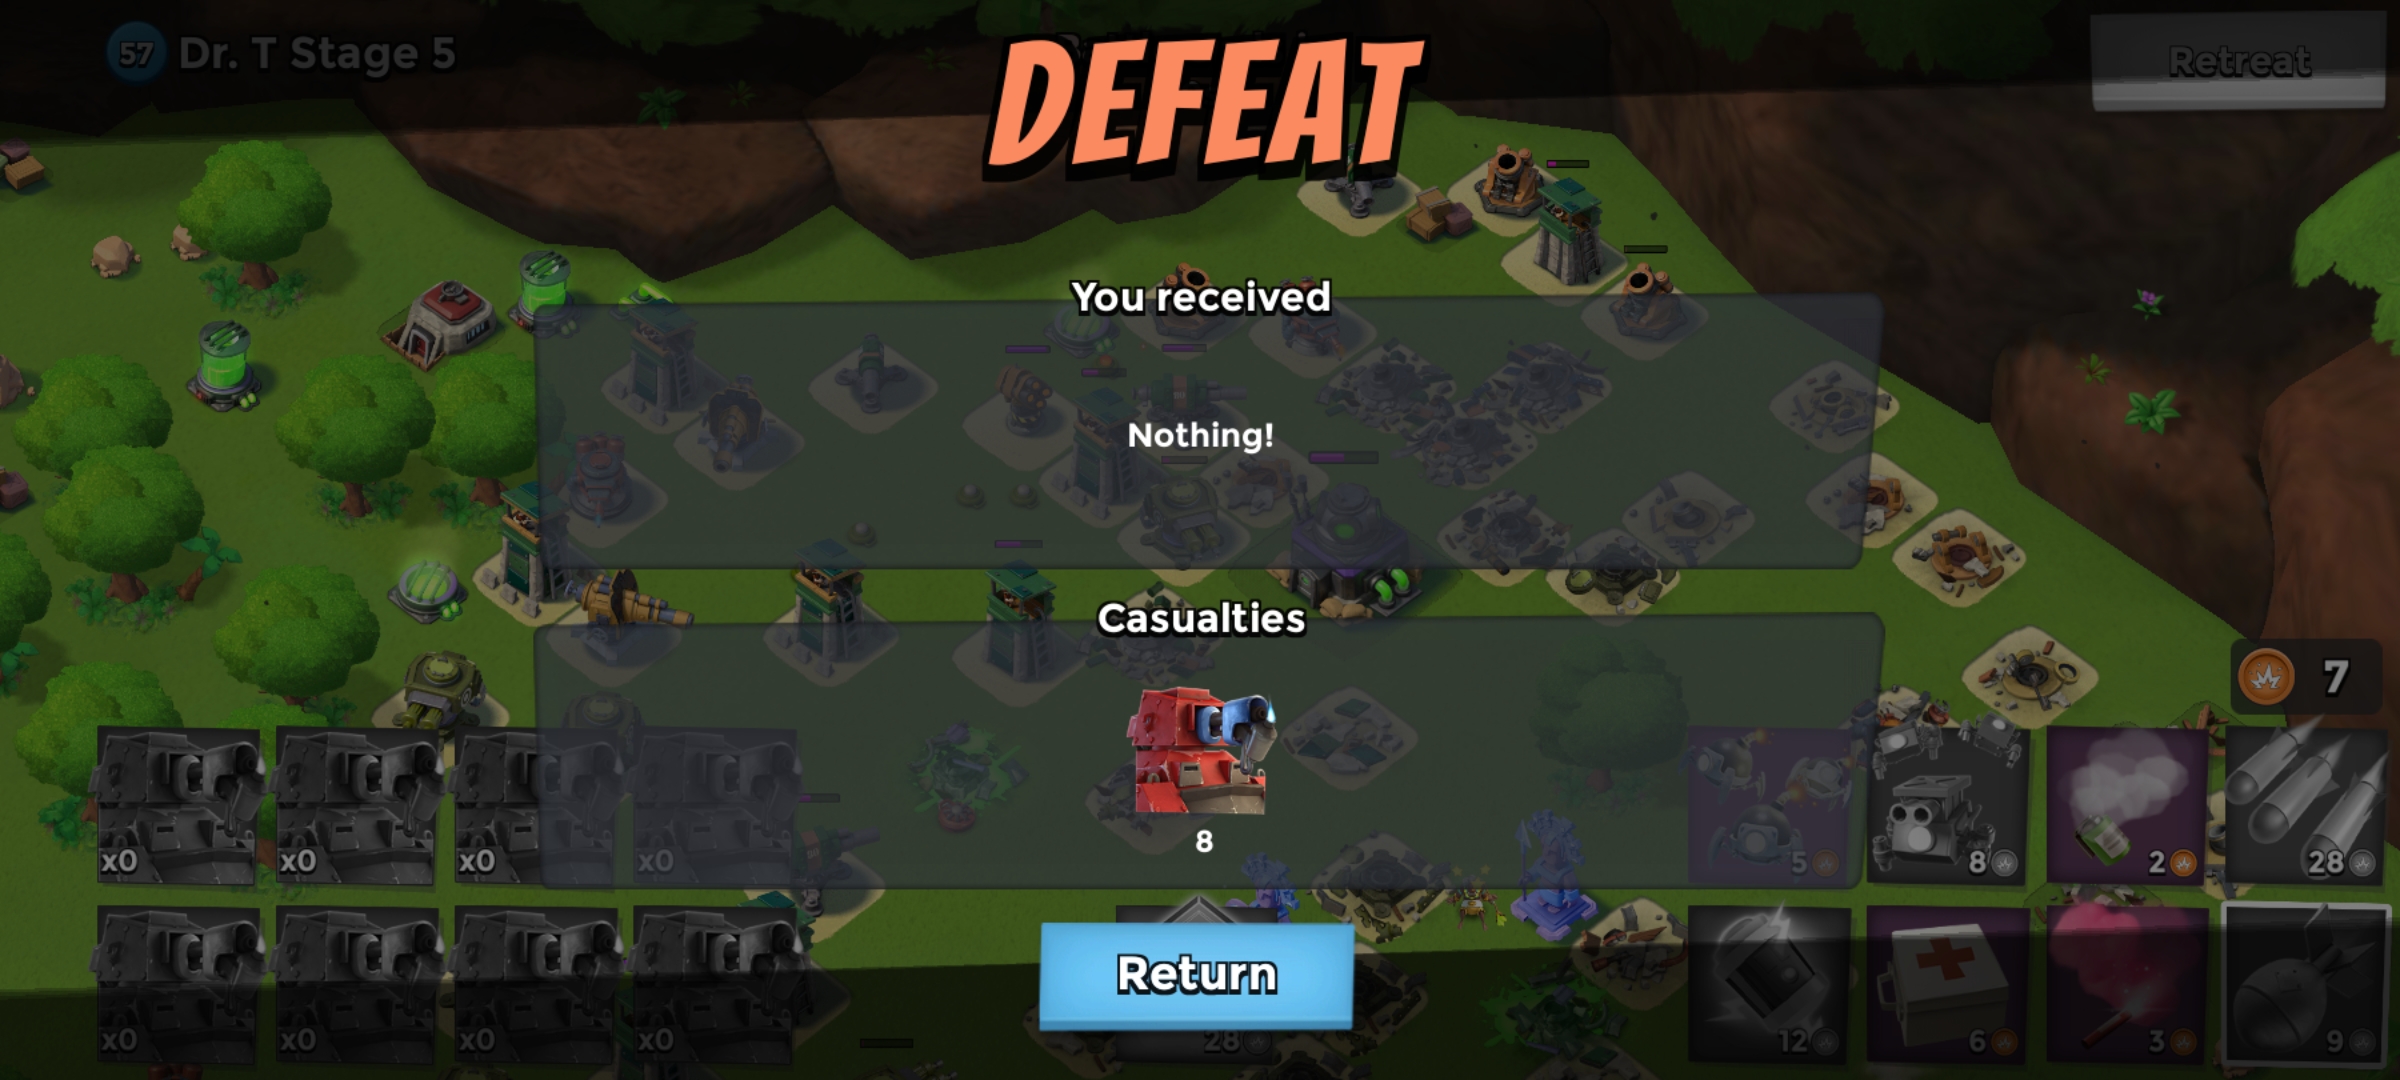 57 Dr. T Stage 5
DEFEAT
Retreat
You received
Nothing!
Casualties
8
7
x0 x0 x0 x0
5 8 2 28
Return
x0 x0 x0 x0
28
12 6 3 9